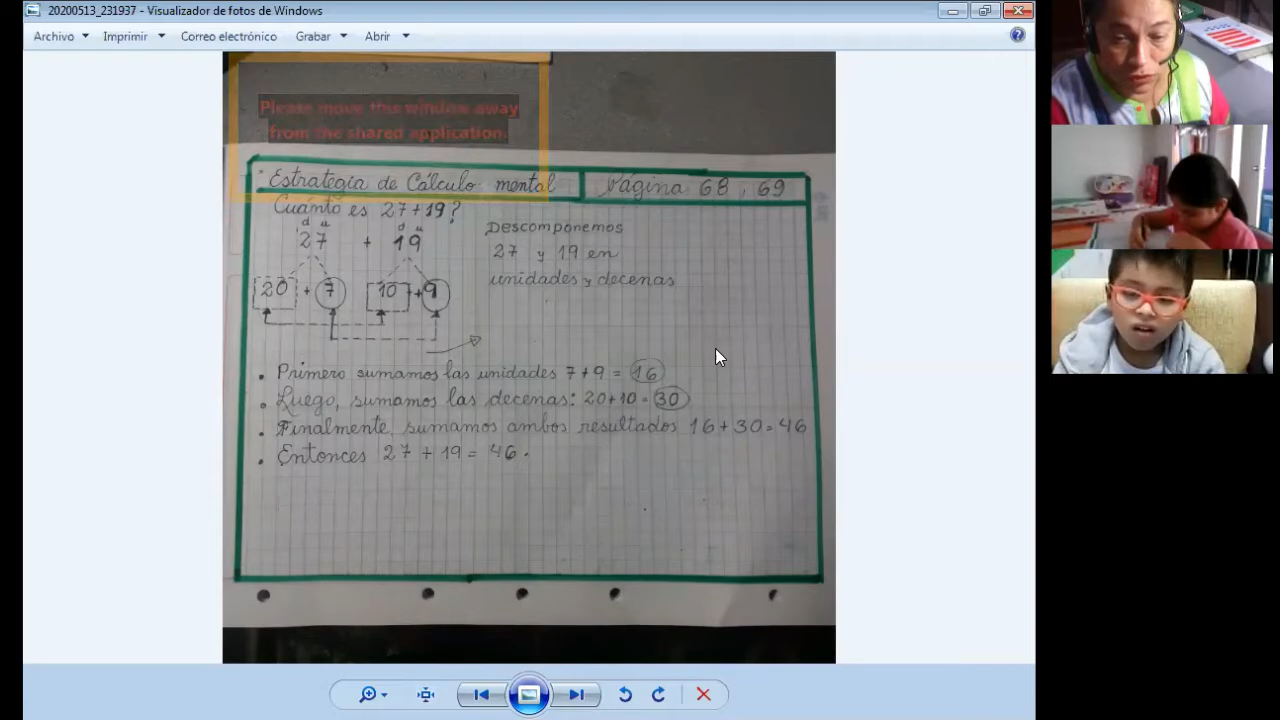 20200513_231937 - Visualizador de fotos de Windows
Archivo Imprimir Correo electrónico Grabar Abrir
Please move this window away
from the shared application.
Estrategia de Cálculo mental Página 68, 69
Cuánto es 27+19?
d u d u
27 + 19
20 + 7 10 + 9
Descomponemos
27 y 19 en
unidades y decenas
• Primero sumamos las unidades 7+9 = 16
• Luego, sumamos las decenas: 20+10 = 30
• Finalmente, sumamos ambos resultados 16+30=46
• Entonces 27 + 19 = 46.